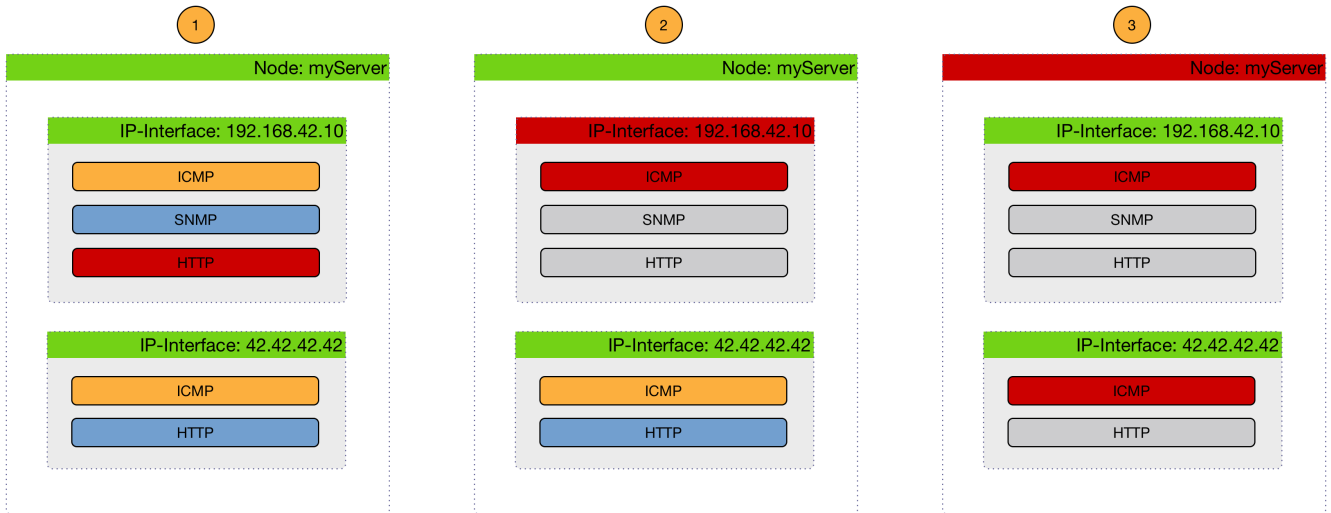 1
Node: myServer
IP-Interface: 192.168.42.10
ICMP
SNMP
HTTP
IP-Interface: 42.42.42.42
ICMP
HTTP
2
Node: myServer
IP-Interface: 192.168.42.10
ICMP
SNMP
HTTP
IP-Interface: 42.42.42.42
ICMP
HTTP
3
Node: myServer
IP-Interface: 192.168.42.10
ICMP
SNMP
HTTP
IP-Interface: 42.42.42.42
ICMP
HTTP